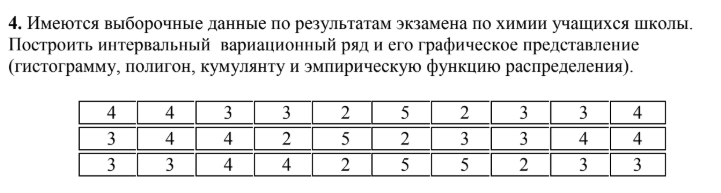 4. Имеются выборочные данные по результатам экзамена по химии учащихся школы.
Построить интервальный вариационный ряд и его графическое представление
(гистограмму, полигон, кумулянту и эмпирическую функцию распределения).
4 4 3 3 2 5 2 3 3 4
3 4 4 2 5 2 3 3 4 4
3 3 4 4 2 5 5 2 3 3